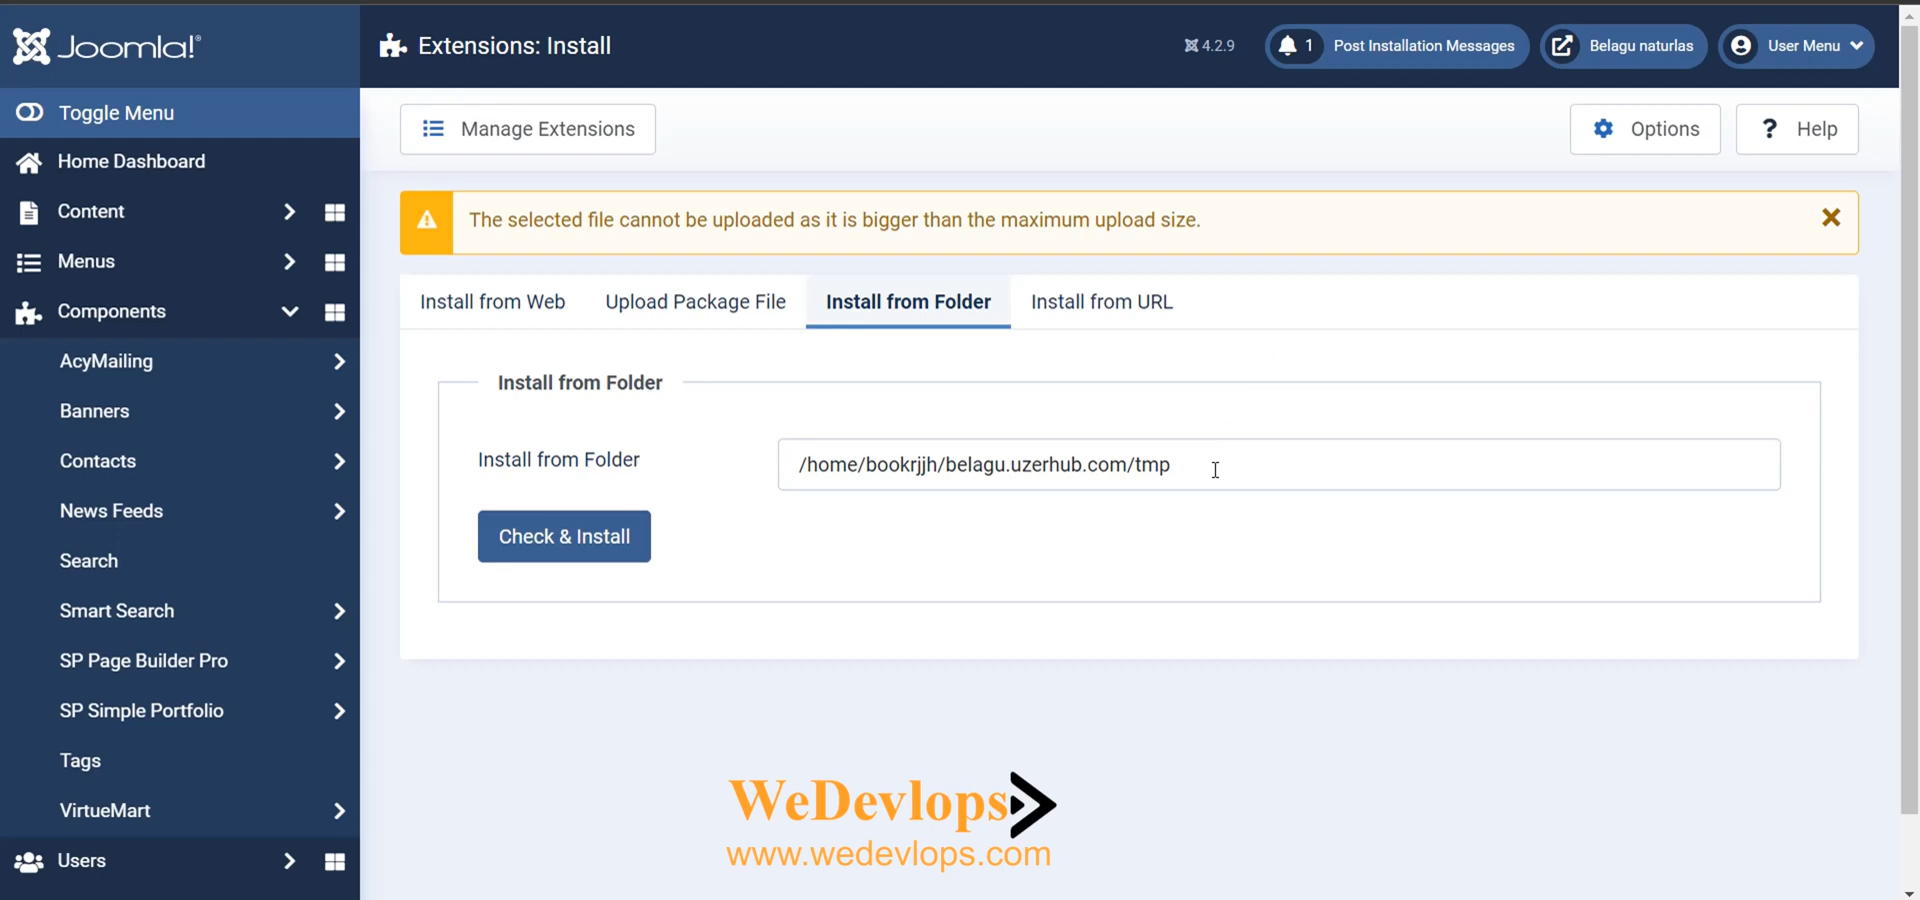 Joomla!®
Extensions: Install
4.2.9
1 Post Installation Messages
Belagu naturlas
User Menu
Toggle Menu
Home Dashboard
Content
Menus
Components
AcyMailing
Banners
Contacts
News Feeds
Search
Smart Search
SP Page Builder Pro
SP Simple Portfolio
Tags
VirtueMart
Users
Manage Extensions
Options
? Help
The selected file cannot be uploaded as it is bigger than the maximum upload size.
Install from Web
Upload Package File
Install from Folder
Install from URL
Install from Folder
Install from Folder
/home/bookrjjh/belagu.uzerhub.com/tmp
Check & Install
WeDevlops
www.wedevlops.com